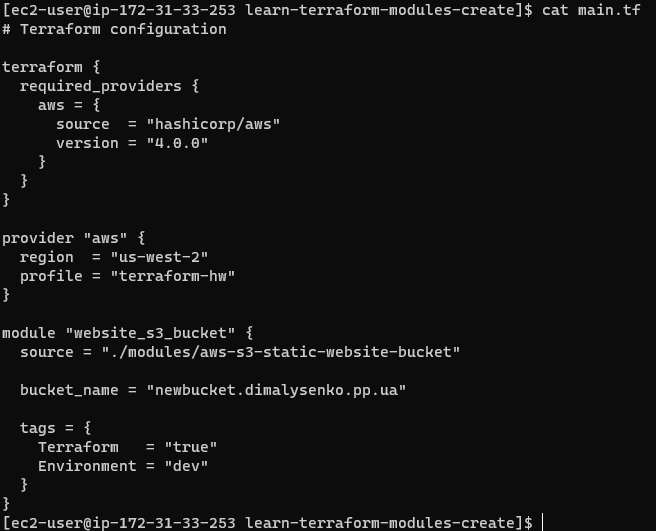 [ec2-user@ip-172-31-33-253 learn-terraform-modules-create]$ cat main.tf
# Terraform configuration
terraform {
  required_providers {
    aws = {
      source  = "hashicorp/aws"
      version = "4.0.0"
    }
  }
}
provider "aws" {
  region  = "us-west-2"
  profile = "terraform-hw"
}
module "website_s3_bucket" {
  source = "./modules/aws-s3-static-website-bucket"
  bucket_name = "newbucket.dimalysenko.pp.ua"
  tags = {
    Terraform   = "true"
    Environment = "dev"
  }
}
[ec2-user@ip-172-31-33-253 learn-terraform-modules-create]$